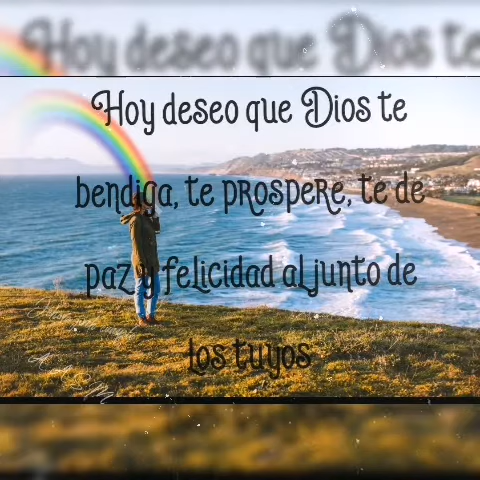 Hoy deseo que Dios te
Hoy deseo que Dios te
bendiga, te prospere, te de
paz y felicidad al junto de
los tuyos